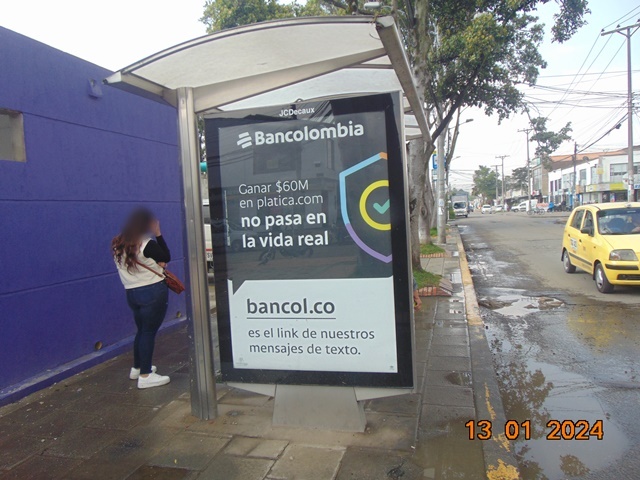 JCDecaux
Bancolombia
Ganar $60M
en platica.com
no pasa en
la vida real
bancol.co
es el link de nuestros
mensajes de texto.
13 01 2024